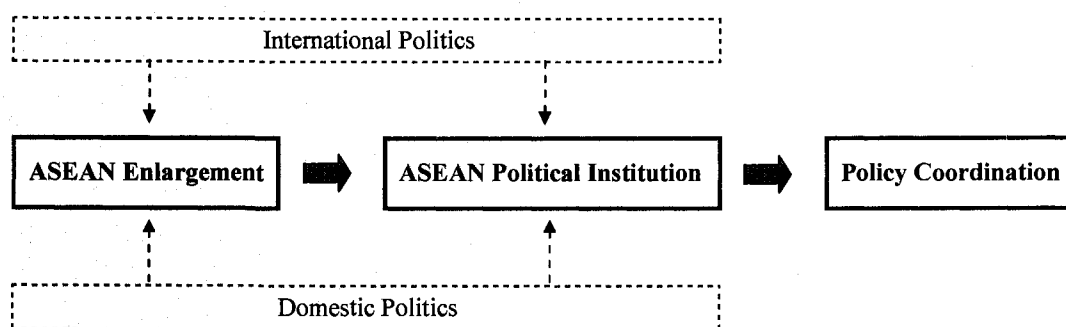 International Politics
ASEAN Enlargement
ASEAN Political Institution
Policy Coordination
Domestic Politics